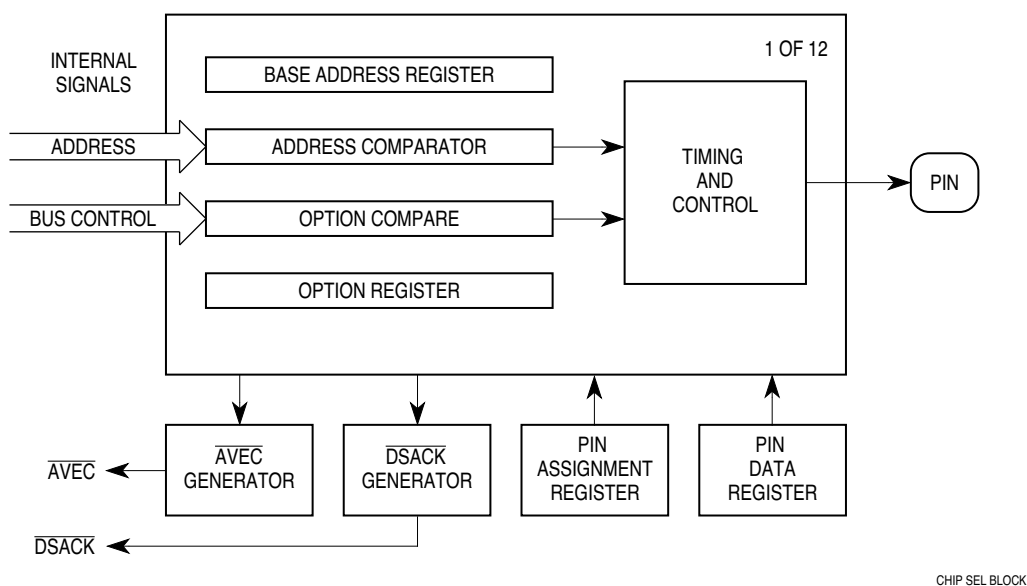 INTERNAL
SIGNALS
1 OF 12
BASE ADDRESS REGISTER
ADDRESS
ADDRESS COMPARATOR
TIMING
AND
CONTROL
PIN
BUS CONTROL
OPTION COMPARE
OPTION REGISTER
AVEC
GENERATOR
DSACK
GENERATOR
PIN
ASSIGNMENT
REGISTER
PIN
DATA
REGISTER
AVEC
DSACK
CHIP SEL BLOCK